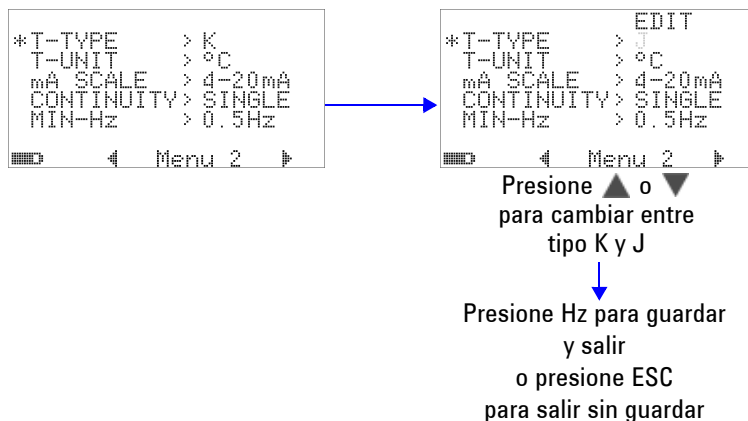 *T-TYPE > K
T-UNIT > °C
mA SCALE > 4-20mA
CONTINUITY> SINGLE
MIN-Hz > 0.5Hz
Menu 2
EDIT
*T-TYPE > J
T-UNIT > °C
mA SCALE > 4-20mA
CONTINUITY> SINGLE
MIN-Hz > 0.5Hz
Menu 2
Presione ▲ o ▼
para cambiar entre
tipo K y J
Presione Hz para guardar
y salir
o presione ESC
para salir sin guardar